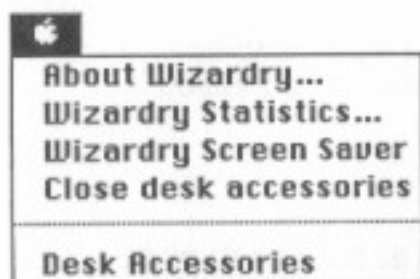 About Wizardry...
Wizardry Statistics...
Wizardry Screen Saver
Close desk accessories
Desk Accessories